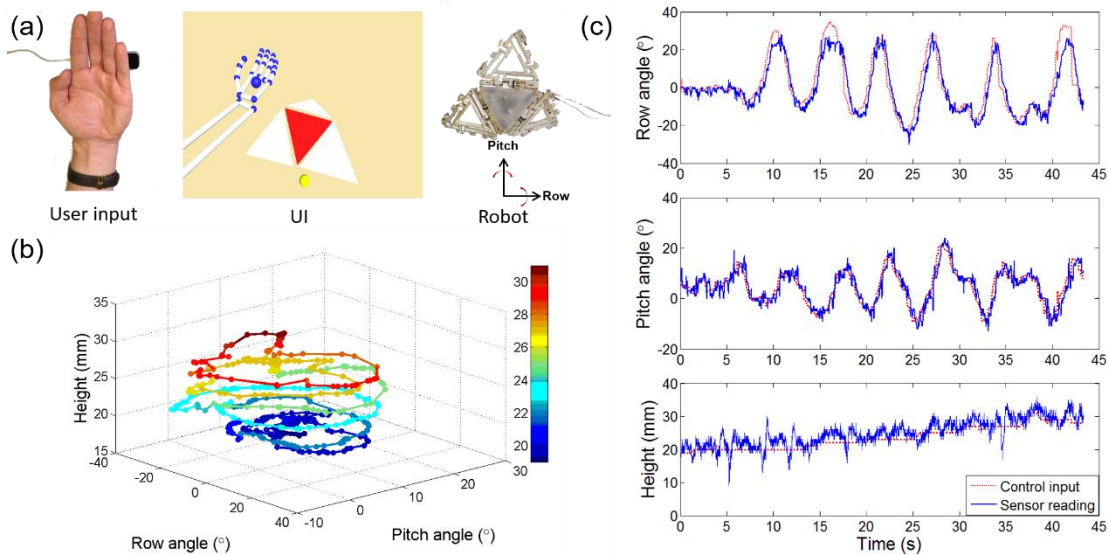 (a)
User input
UI
Pitch
Row
Robot
(b)
Height (mm)
35
30
25
20
15
-40
-20
0
20
40
Row angle (°)
-10
0
10
20
30
Pitch angle (°)
30
28
26
24
22
20
(c)
Row angle (°)
40
20
0
-20
-40
0 5 10 15 20 25 30 35 40 45
Pitch angle (°)
40
20
0
-20
0 5 10 15 20 25 30 35 40 45
Height (mm)
40
30
20
10
0
0 5 10 15 20 25 30 35 40 45
Time (s)
Control input
Sensor reading